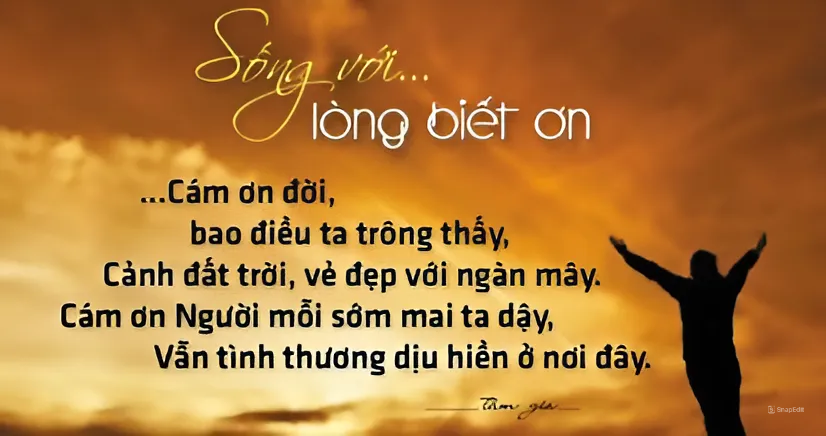 Sống với...
lòng biết ơn
...Cám ơn đời,
bao điều ta trông thấy,
Cảnh đất trời, vẻ đẹp với ngàn mây.
Cám ơn Người mỗi sớm mai ta dậy,
Vẫn tình thương dịu hiền ở nơi đây.
SnapEdit